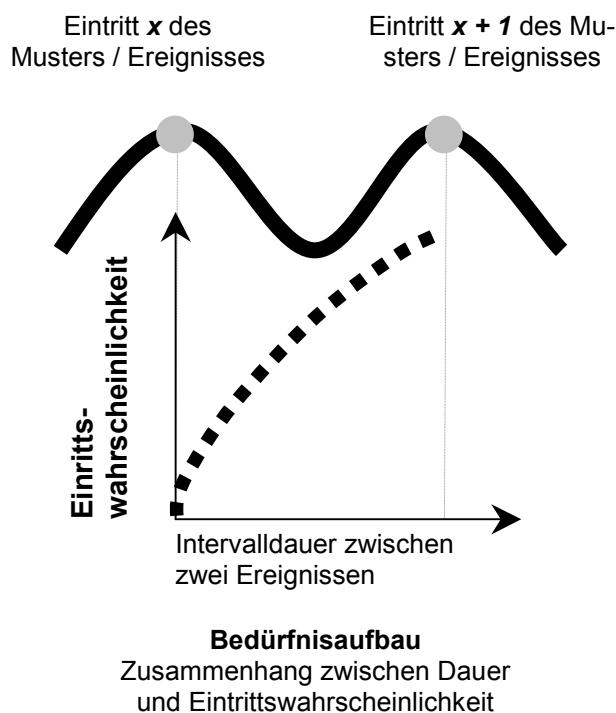 Eintritt x des
Musters / Ereignisses
Eintritt x + 1 des Mu-
sters / Ereignisses
Einritts-
wahrscheinlichkeit
Intervalldauer zwischen
zwei Ereignissen
Bedürfnisaufbau
Zusammenhang zwischen Dauer
und Eintrittswahrscheinlichkeit